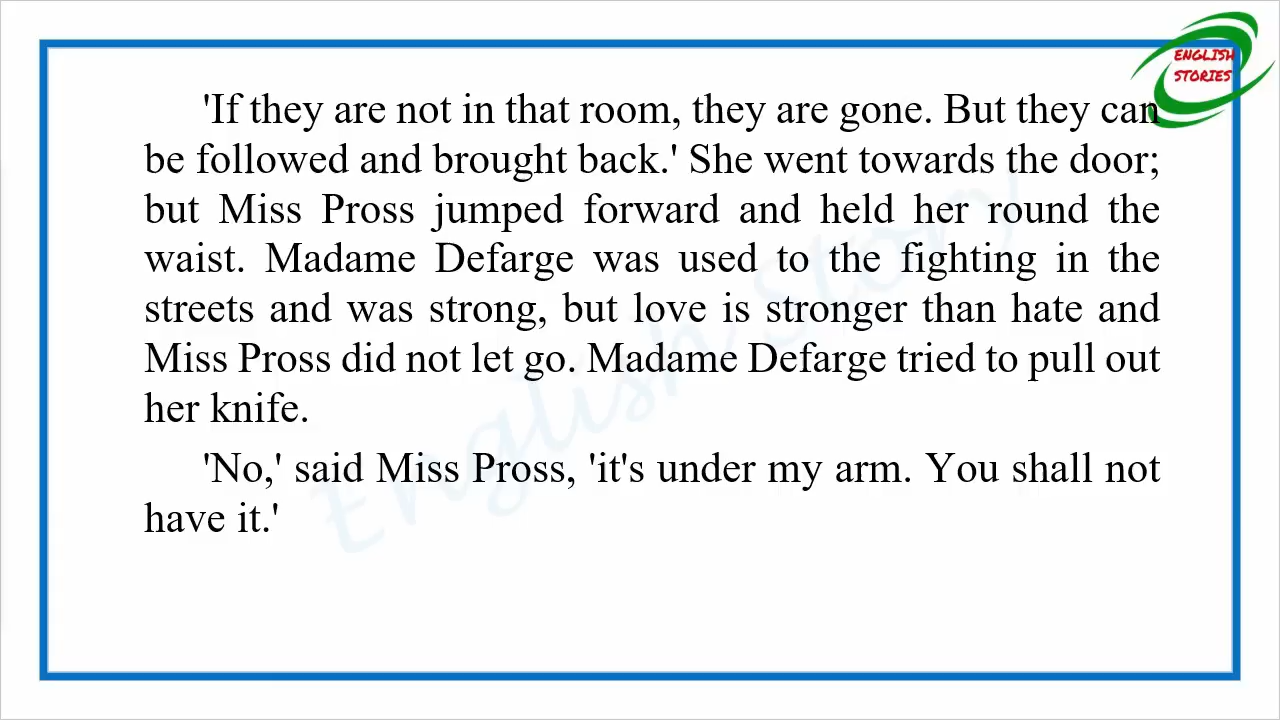 ENGLISH
STORIES
'If they are not in that room, they are gone. But they can
be followed and brought back.' She went towards the door;
but Miss Pross jumped forward and held her round the
waist. Madame Defarge was used to the fighting in the
streets and was strong, but love is stronger than hate and
Miss Pross did not let go. Madame Defarge tried to pull out
her knife.
'No,' said Miss Pross, 'it's under my arm. You shall not
have it.'
English Story